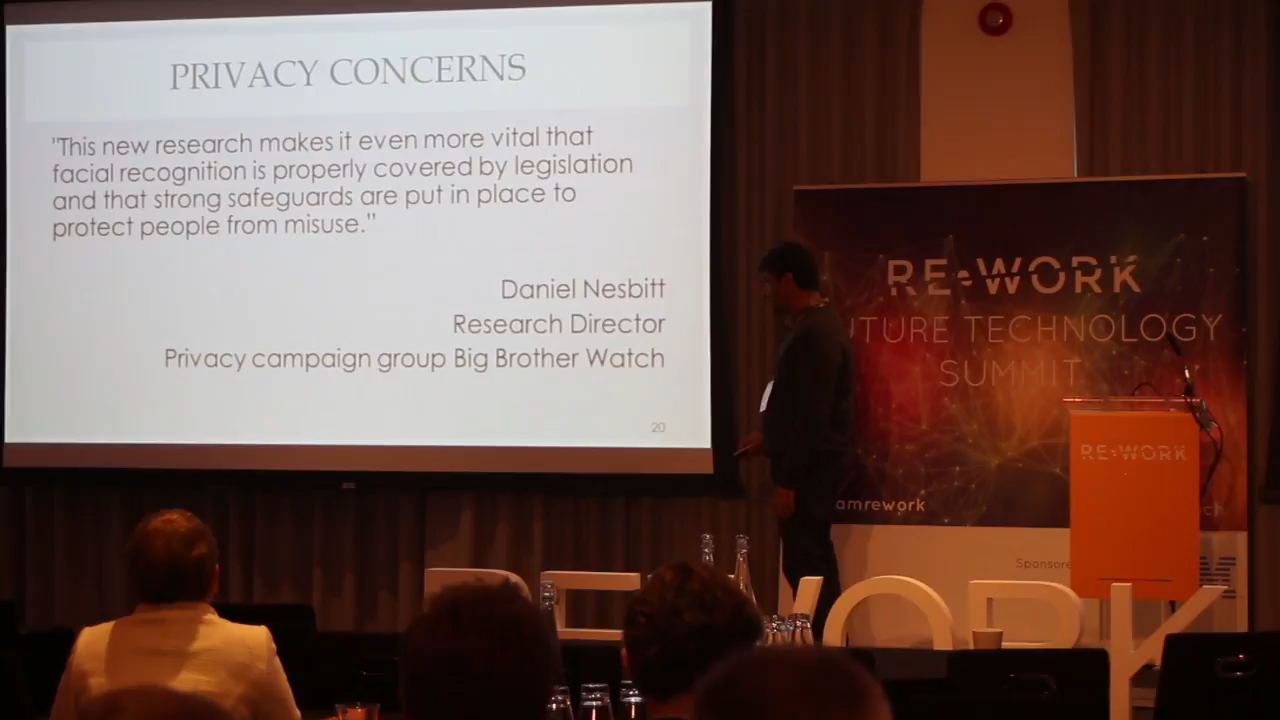 PRIVACY CONCERNS
"This new research makes it even more vital that
facial recognition is properly covered by legislation
and that strong safeguards are put in place to
protect people from misuse."
Daniel Nesbitt
Research Director
Privacy campaign group Big Brother Watch
20
RE•WORK
UTURE TECHNOLOGY
SUMMIT
RE•WORK
amrework
Sponsore